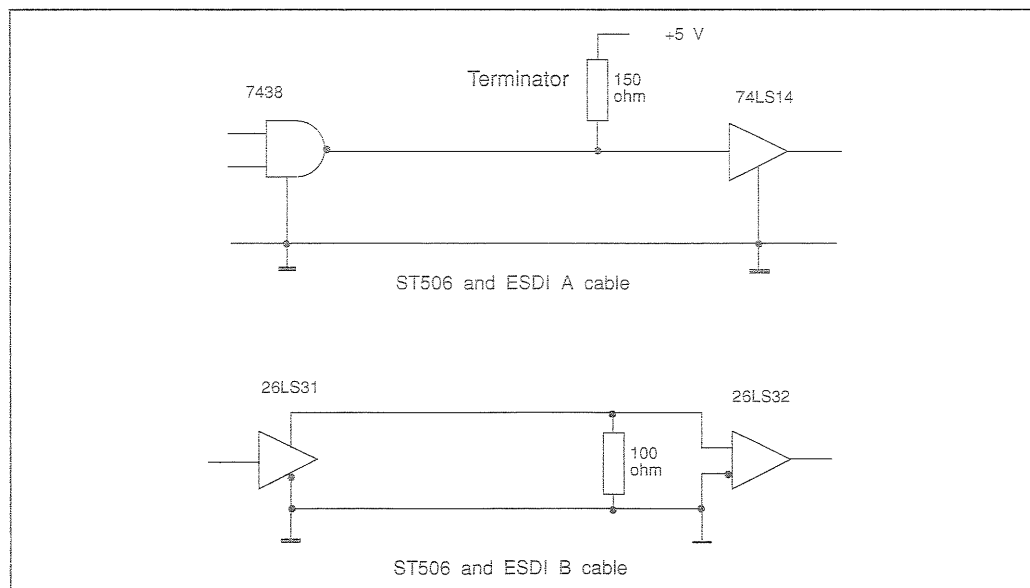 +5 V
Terminator
150
ohm
7438
74LS14
ST506 and ESDI A cable
26LS31
26LS32
100
ohm
ST506 and ESDI B cable